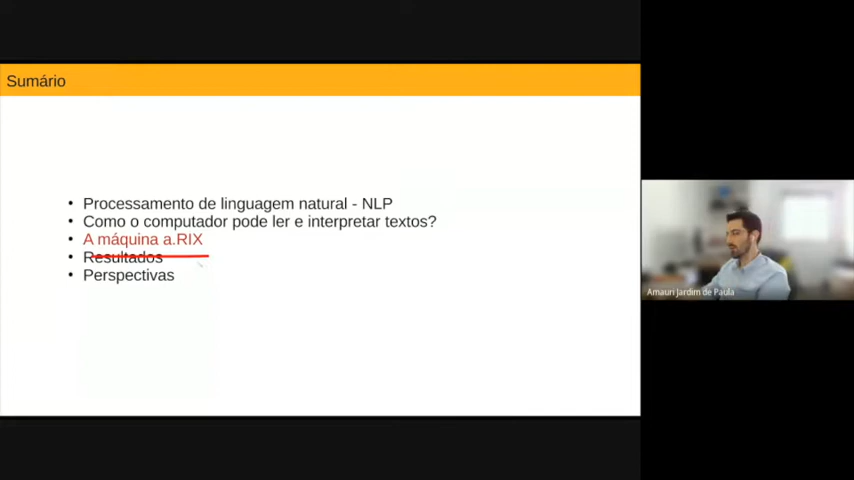 Sumário
• Processamento de linguagem natural - NLP
• Como o computador pode ler e interpretar textos?
• A máquina a.RIX
• Resultados
• Perspectivas
Amauri Jardim de Paula